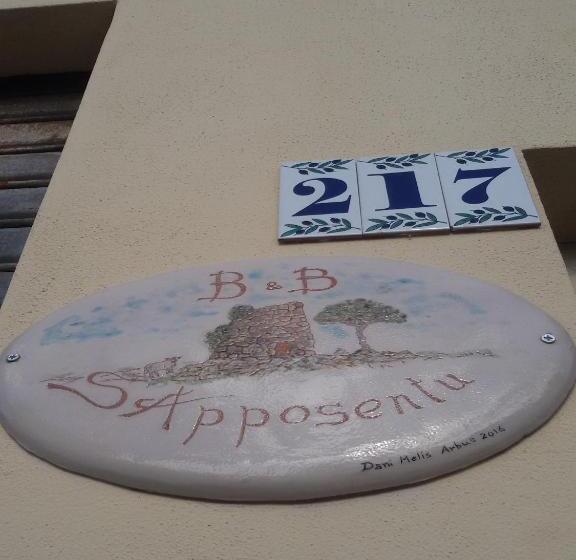 217
B & B
S'Apposentu
Dani Melis Arbus 2016